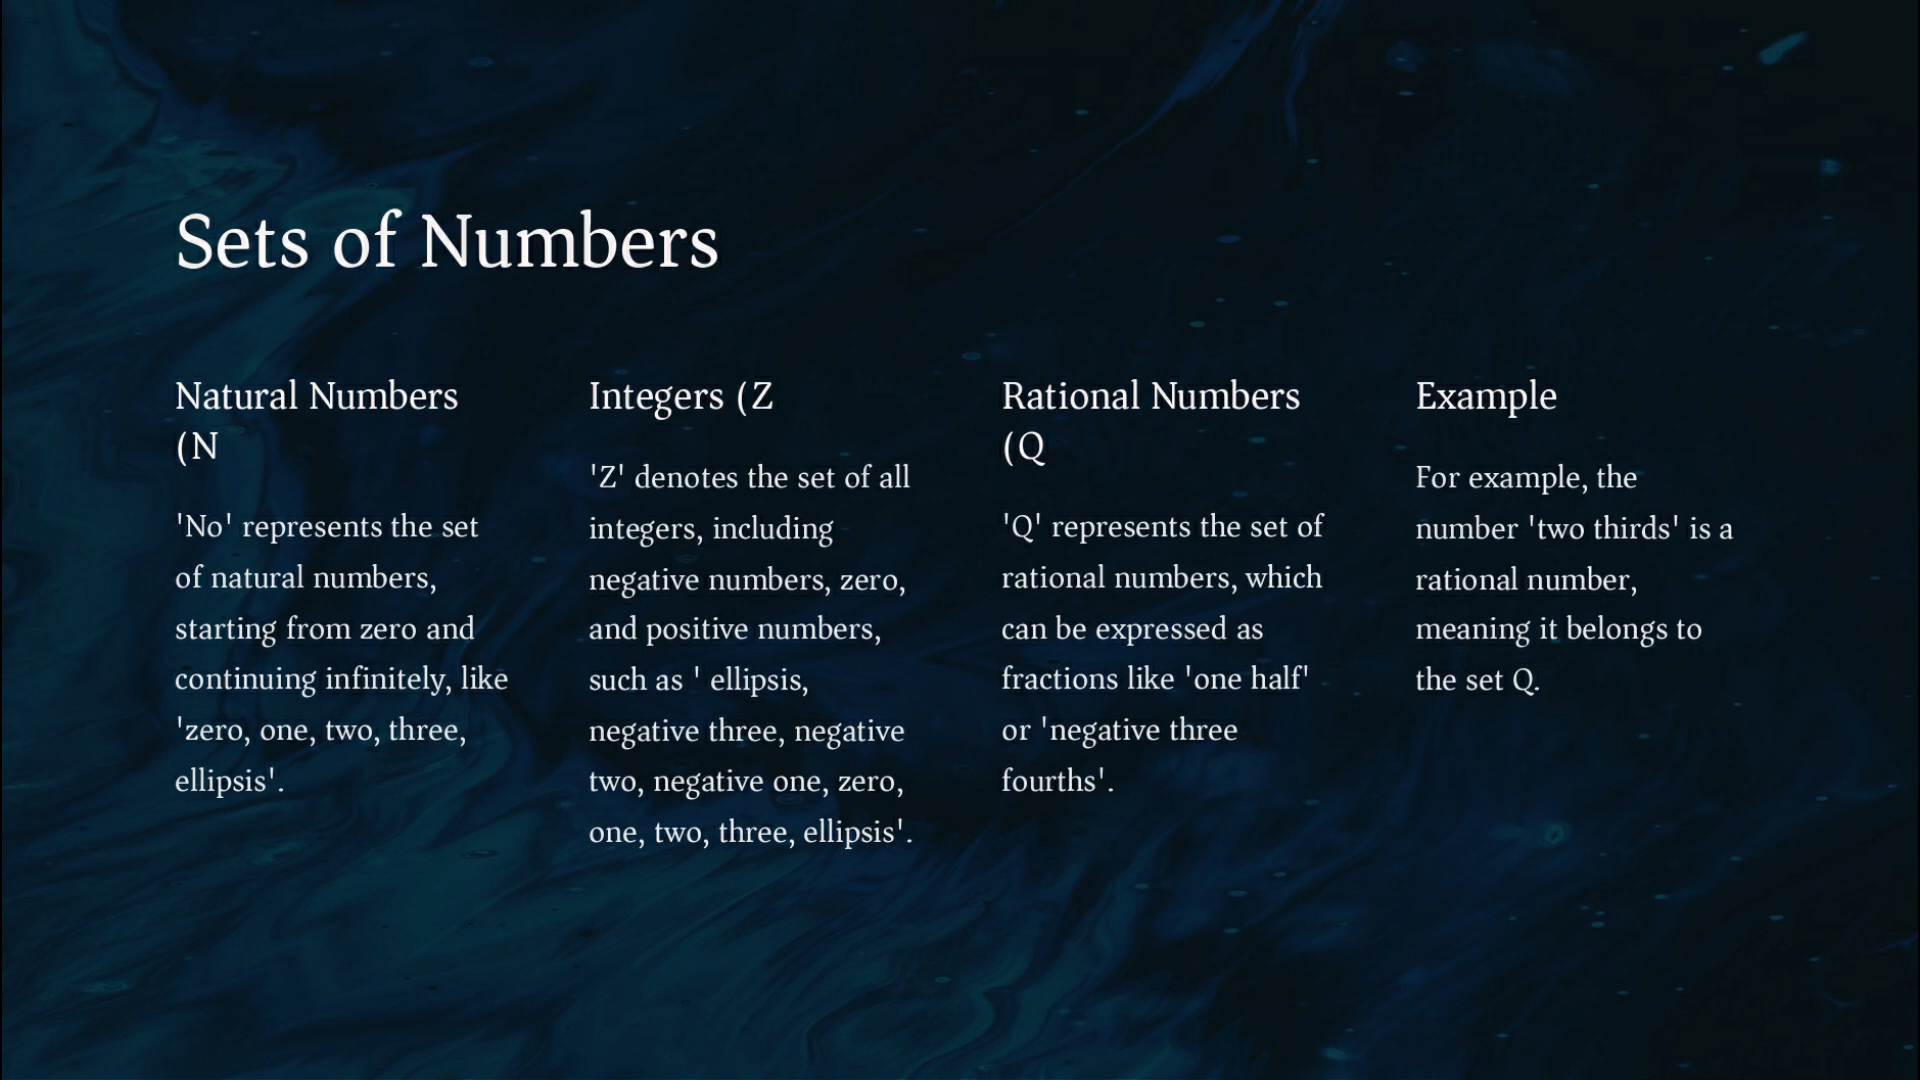 Sets of Numbers
Natural Numbers
(N
'No' represents the set
of natural numbers,
starting from zero and
continuing infinitely, like
'zero, one, two, three,
ellipsis'.
Integers (Z
'Z' denotes the set of all
integers, including
negative numbers, zero,
and positive numbers,
such as ' ellipsis,
negative three, negative
two, negative one, zero,
one, two, three, ellipsis'.
Rational Numbers
(Q
'Q' represents the set of
rational numbers, which
can be expressed as
fractions like 'one half'
or 'negative three
fourths'.
Example
For example, the
number 'two thirds' is a
rational number,
meaning it belongs to
the set Q.